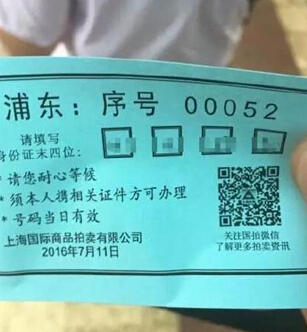 浦东：序号 00052
请填写
身份证末四位：
* 请您耐心等候
* 须本人携相关证件方可办理
* 号码当日有效
上海国际商品拍卖有限公司
2016年7月11日
关注国拍微信
了解更多拍卖资讯